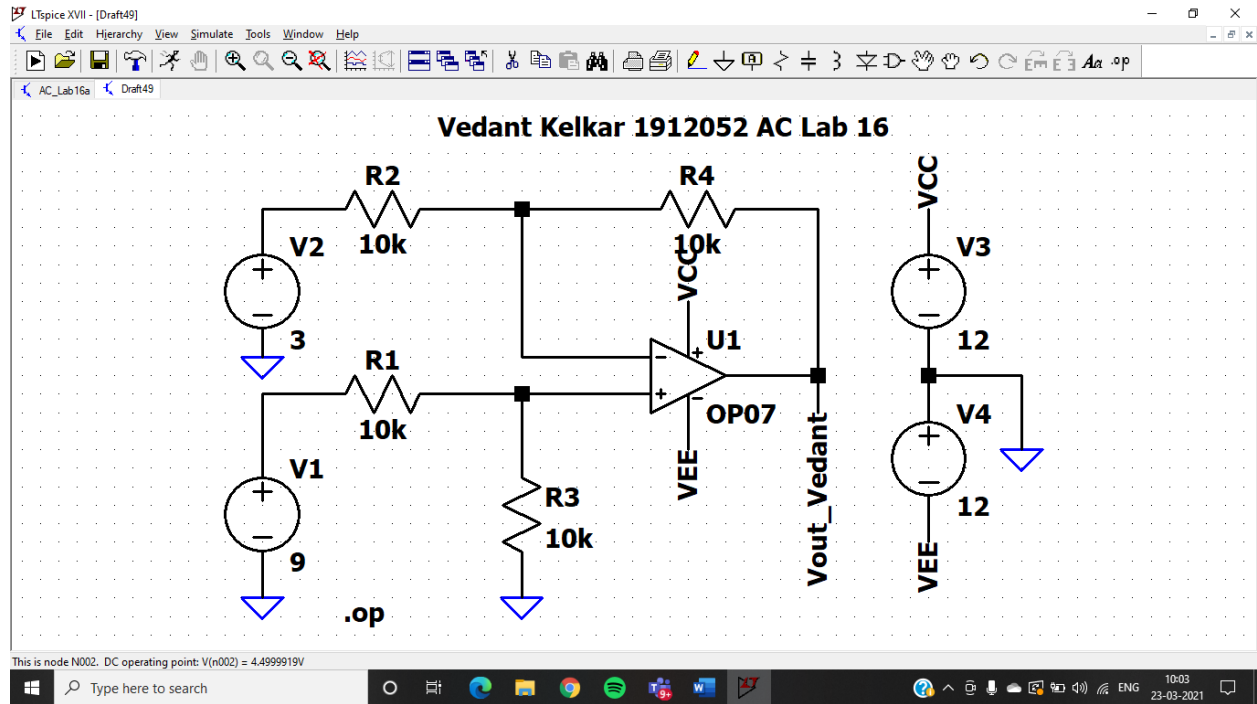 LTspice XVII - [Draft49]
File Edit Hierarchy View Simulate Tools Window Help
Aa .op
AC_Lab16a Draft49
Vedant Kelkar 1912052 AC Lab 16
R2
10k
R4
10k
VCC
V2
3
VCC
V3
12
U1
OP07
R1
10k
VEE
V1
9
R3
10k
Vout_Vedant
V4
12
VEE
.op
This is node N002. DC operating point: V(n002) = 4.4999919V
Type here to search
9+
ENG
10:03
23-03-2021